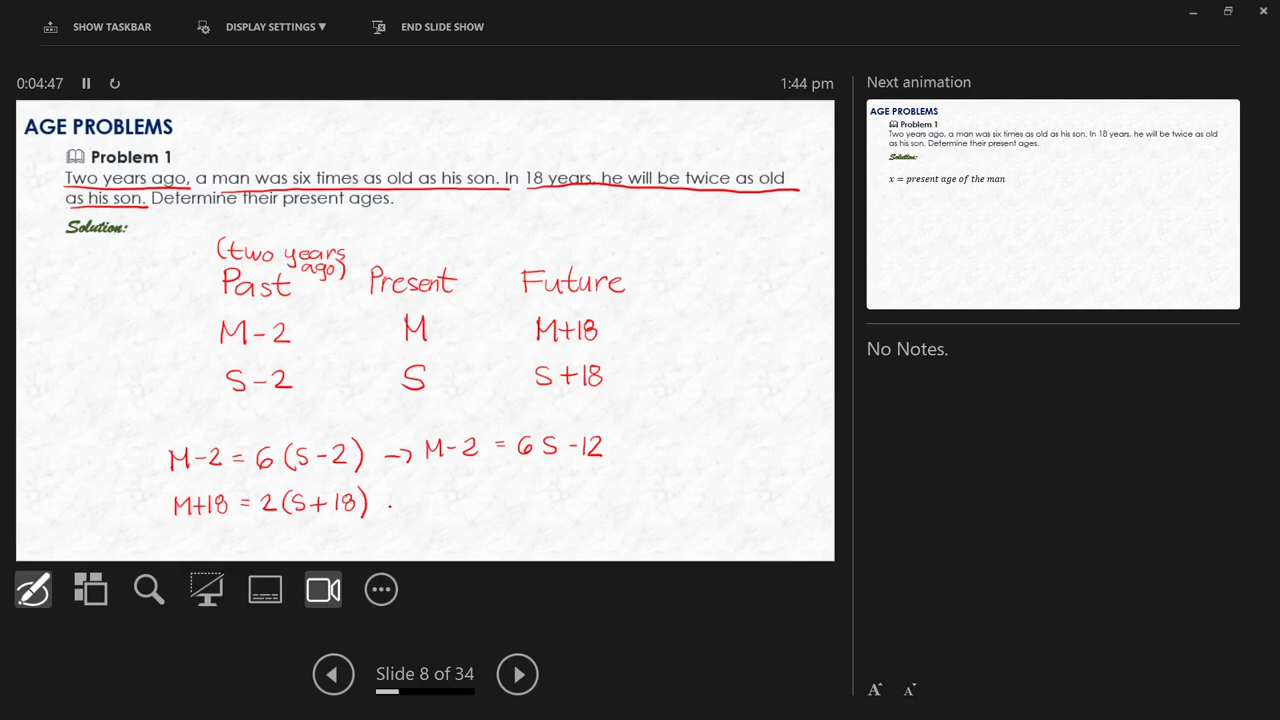 SHOW TASKBAR DISPLAY SETTINGS ▼ END SLIDE SHOW
0:04:47 1:44 pm
AGE PROBLEMS
Problem 1
Two years ago, a man was six times as old as his son. In 18 years, he will be twice as old
as his son. Determine their present ages.
Solution:
(two years
ago)
Past Present Future
M-2 M M+18
S-2 S S+18
M-2 = 6(S-2) → M-2 = 6S-12
M+18 = 2(S+18)
Slide 8 of 34
Next animation
AGE PROBLEMS
Problem 1
Two years ago, a man was six times as old as his son. In 18 years, he will be twice as old
as his son. Determine their present ages.
Solution:
x = present age of the man
No Notes.
A A